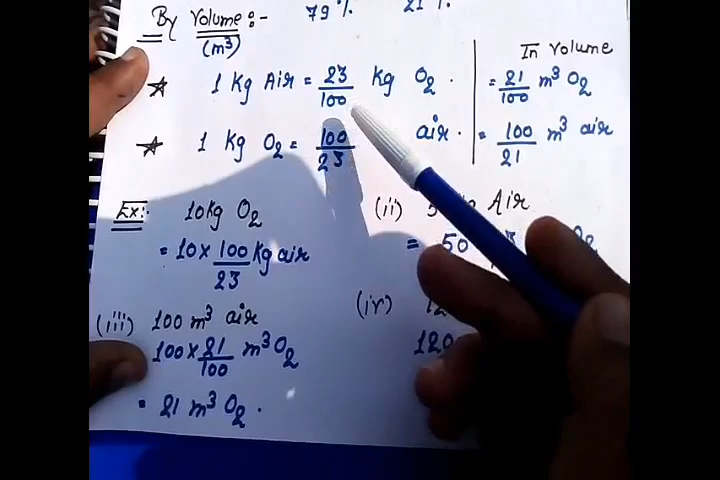 By Volume :- 79% 21%
(m³)
In Volume
☆ 1 Kg Air = 23/100 Kg O₂ . = 21/100 m³ O₂
☆ 1 Kg O₂ = 100/23 air . = 100/21 m³ air
Ex:- 10Kg O₂ (ii) Air
= 10 × 100/23 Kg air = 50
(iii) 100 m³ air (iv)
100 × 21/100 m³ O₂ 120
= 21 m³ O₂ .